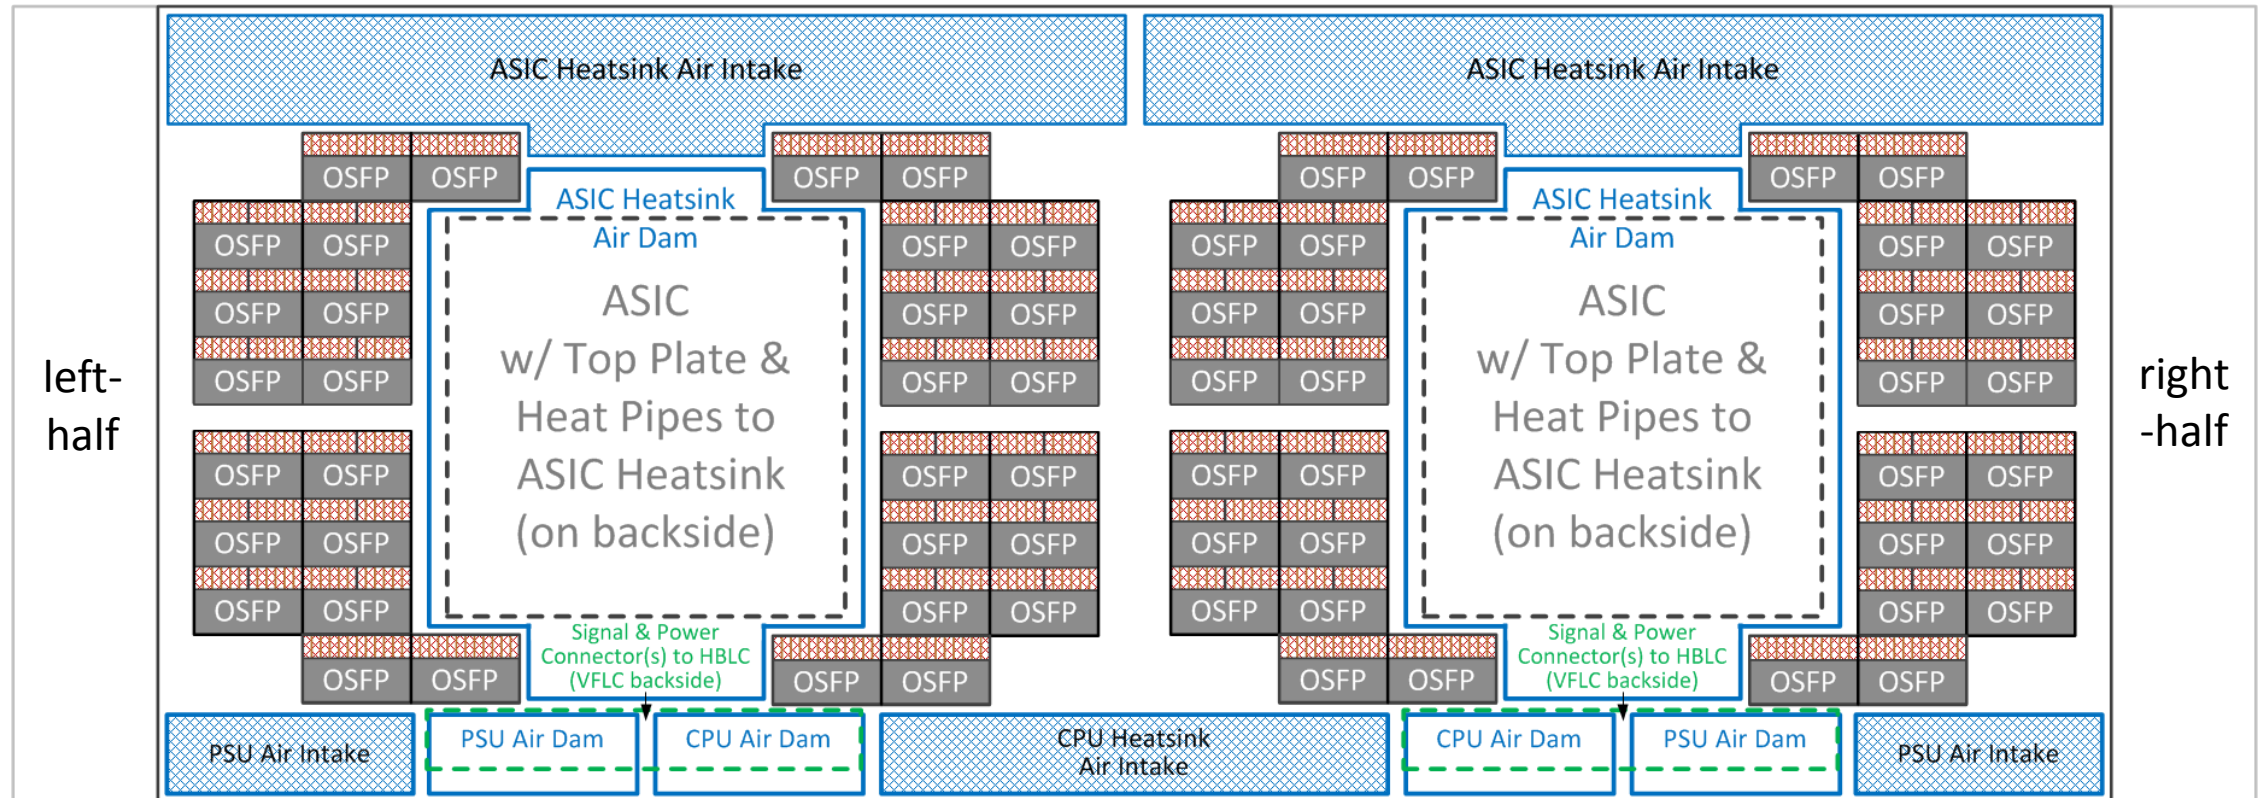 ASIC Heatsink Air Intake
ASIC Heatsink Air Intake
OSFP OSFP OSFP OSFP OSFP OSFP OSFP OSFP
ASIC Heatsink
Air Dam
ASIC Heatsink
Air Dam
OSFP OSFP OSFP OSFP OSFP OSFP OSFP OSFP
OSFP OSFP OSFP OSFP OSFP OSFP OSFP OSFP
OSFP OSFP OSFP OSFP OSFP OSFP OSFP OSFP
left-
half
ASIC
w/ Top Plate &
Heat Pipes to
ASIC Heatsink
(on backside)
ASIC
w/ Top Plate &
Heat Pipes to
ASIC Heatsink
(on backside)
right
-half
OSFP OSFP OSFP OSFP OSFP OSFP OSFP OSFP
OSFP OSFP OSFP OSFP OSFP OSFP OSFP OSFP
OSFP OSFP OSFP OSFP OSFP OSFP OSFP OSFP
Signal & Power
Connector(s) to HBLC
(VFLC backside)
Signal & Power
Connector(s) to HBLC
(VFLC backside)
OSFP OSFP OSFP OSFP OSFP OSFP OSFP OSFP
PSU Air Intake
PSU Air Dam
CPU Air Dam
CPU Heatsink
Air Intake
CPU Air Dam
PSU Air Dam
PSU Air Intake